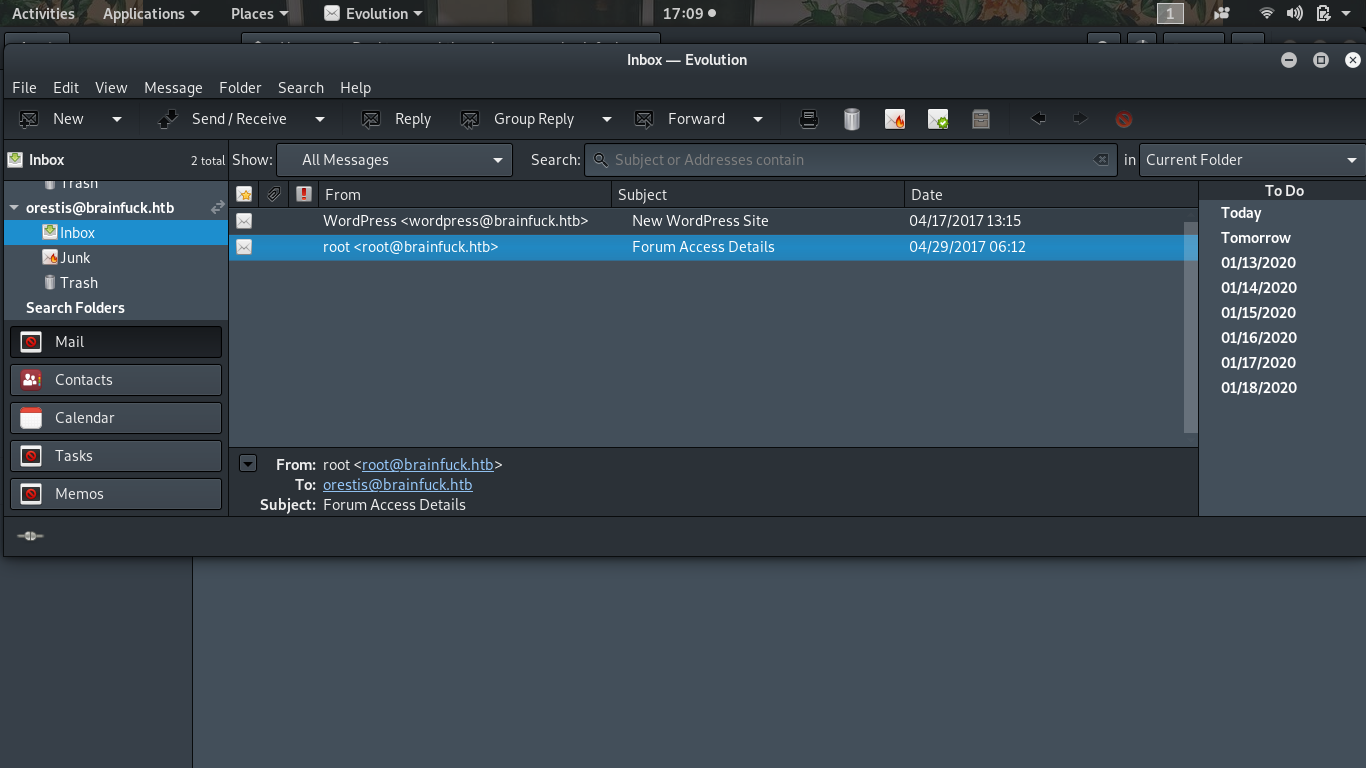 Activities Applications Places Evolution 17:09 1
Inbox — Evolution
File Edit View Message Folder Search Help
New Send / Receive Reply Group Reply Forward
Inbox 2 total Show: All Messages Search: Subject or Addresses contain in Current Folder
Trash
orestis@brainfuck.htb
Inbox
Junk
Trash
Search Folders
Mail
Contacts
Calendar
Tasks
Memos
From Subject Date
WordPress <wordpress@brainfuck.htb> New WordPress Site 04/17/2017 13:15
root <root@brainfuck.htb> Forum Access Details 04/29/2017 06:12
From: root <root@brainfuck.htb>
To: orestis@brainfuck.htb
Subject: Forum Access Details
To Do
Today
Tomorrow
01/13/2020
01/14/2020
01/15/2020
01/16/2020
01/17/2020
01/18/2020